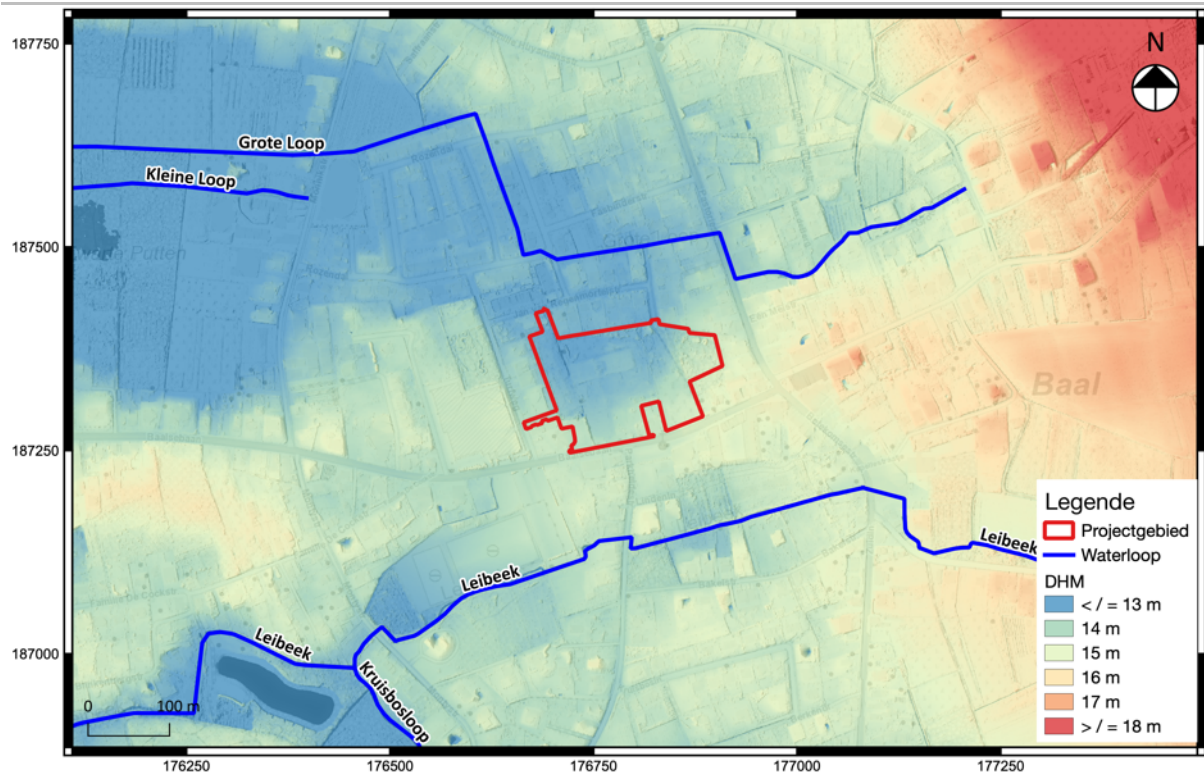 187750
N
Grote Loop
Kleine Loop
187500
Putten
Baal
187250
Legende
Projectgebied
Waterloop
DHM
< / = 13 m
14 m
15 m
16 m
17 m
> / = 18 m
Leibeek
Leibeek
Leibeek
187000
Kruisbosloop
0 100 m
176250 176500 176750 177000 177250